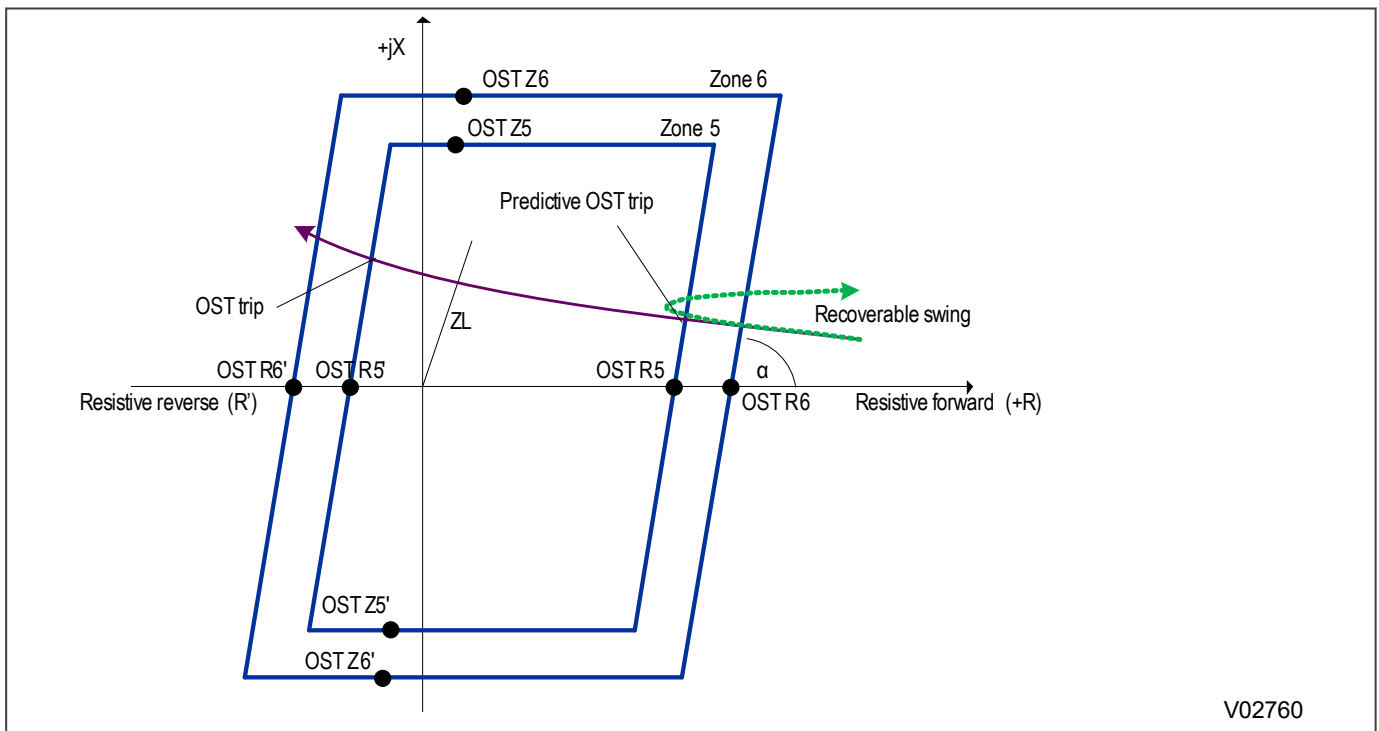 +jX
OST Z6
Zone 6
OST Z5
Zone 5
Predictive OST trip
OST trip
ZL
Recoverable swing
OST R6'
OST R5'
OST R5
α
OST R6
Resistive reverse (R')
Resistive forward (+R)
OST Z5'
OST Z6'
V02760